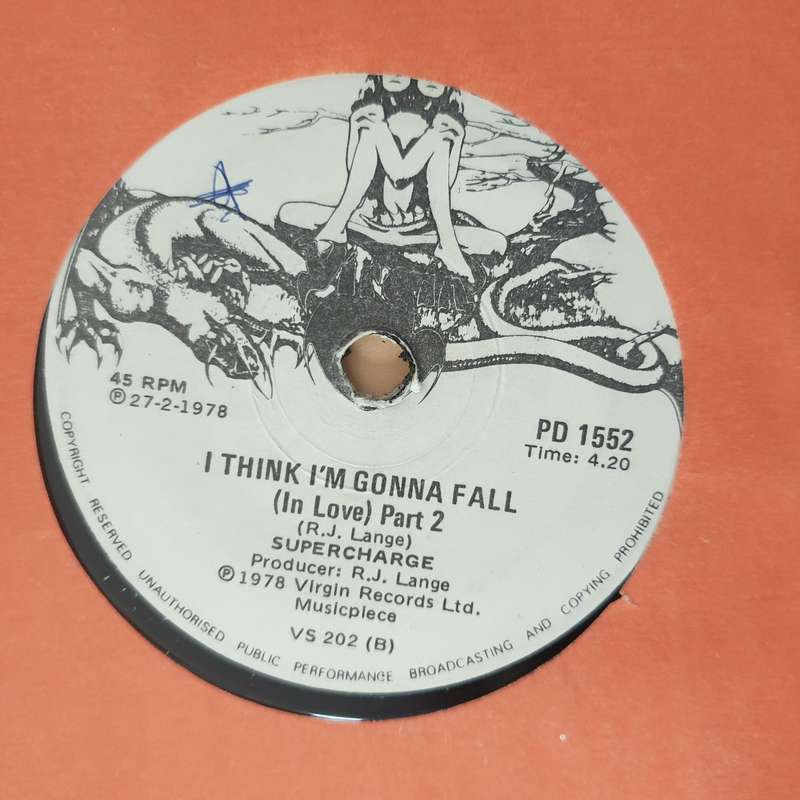 45 RPM
℗ 27-2-1978
PD 1552
Time: 4.20
I THINK I'M GONNA FALL
(In Love) Part 2
(R.J. Lange)
SUPERCHARGE
Producer: R.J. Lange
℗ 1978 Virgin Records Ltd.
Musicpiece
VS 202 (B)
COPYRIGHT RESERVED UNAUTHORISED PUBLIC PERFORMANCE BROADCASTING AND COPYING PROHIBITED